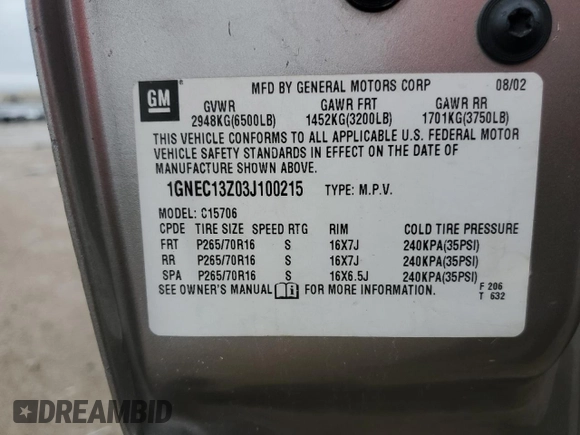 GM ® MFD BY GENERAL MOTORS CORP 08/02
GVWR GAWR FRT GAWR RR
2948KG(6500LB) 1452KG(3200LB) 1701KG(3750LB)
THIS VEHICLE CONFORMS TO ALL APPLICABLE U.S. FEDERAL MOTOR
VEHICLE SAFETY STANDARDS IN EFFECT ON THE DATE OF
MANUFACTURE SHOWN ABOVE.
1GNEC13Z03J100215 TYPE: M.P.V.
MODEL: C15706
CPDE TIRE SIZE SPEED RTG RIM COLD TIRE PRESSURE
FRT P265/70R16 S 16X7J 240KPA(35PSI)
RR P265/70R16 S 16X7J 240KPA(35PSI)
SPA P265/70R16 S 16X6.5J 240KPA(35PSI)
SEE OWNER'S MANUAL FOR MORE INFORMATION.
F 206
T 632
DREAMBID